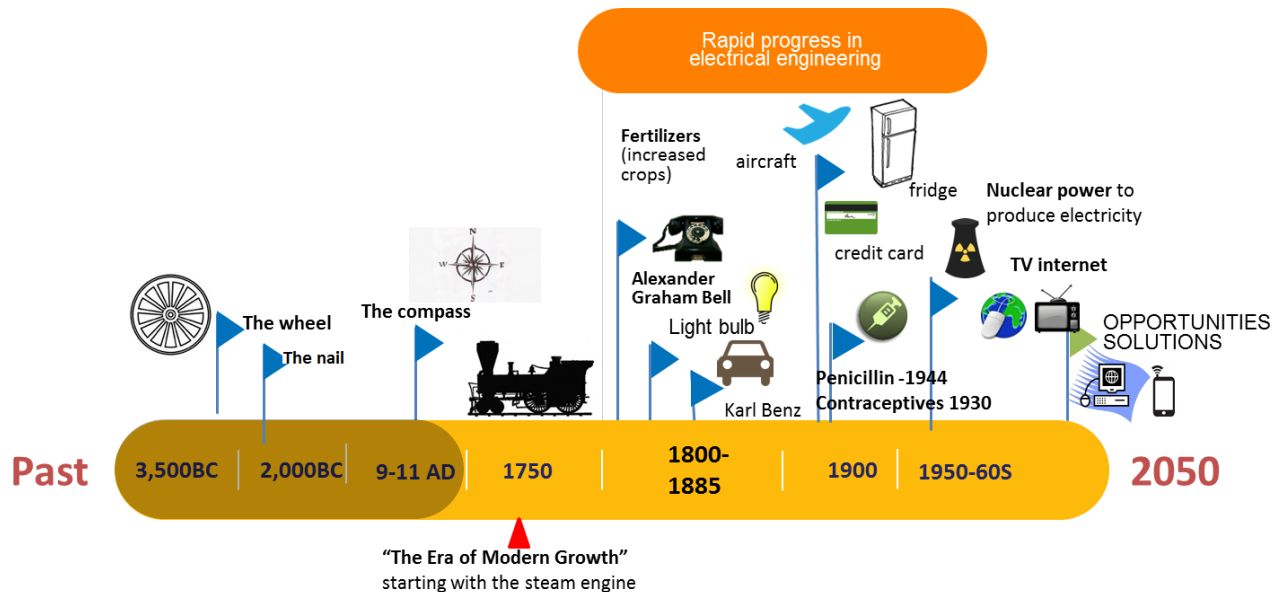 Rapid progress in
electrical engineering
Fertilizers
(increased
crops)
aircraft
fridge
Nuclear power to
produce electricity
credit card
N
W
E
S
Alexander
Graham Bell
TV internet
The wheel
The compass
Light bulb
OPPORTUNITIES
SOLUTIONS
The nail
Penicillin -1944
Contraceptives 1930
Karl Benz
Past
3,500BC
2,000BC
9-11 AD
1750
1800-
1885
1900
1950-60S
2050
“The Era of Modern Growth”
starting with the steam engine